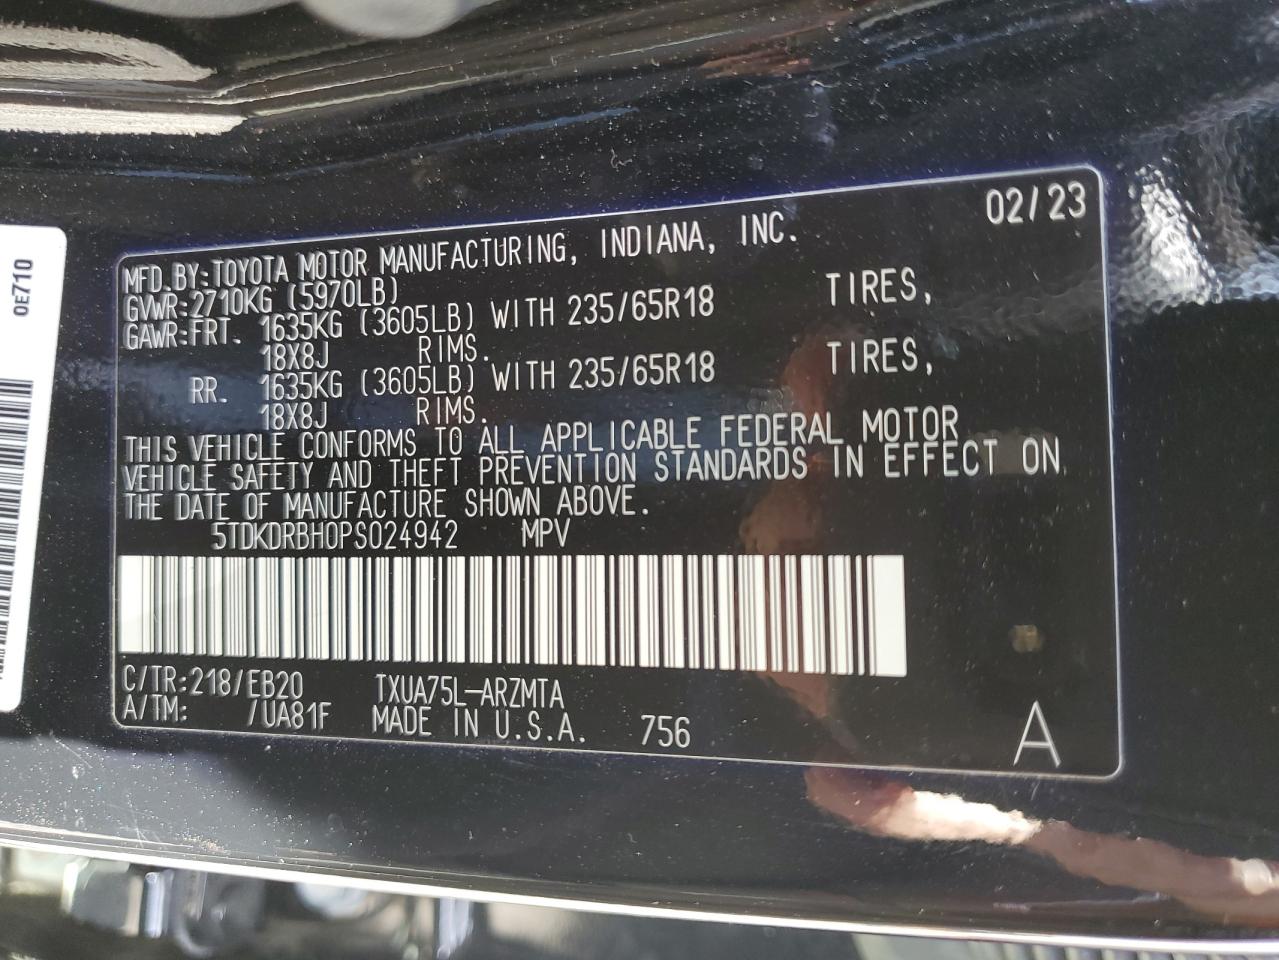 02/23
MFD.BY:TOYOTA MOTOR MANUFACTURING, INDIANA, INC.
GVWR:2710KG (5970LB)
GAWR:FRT. 1635KG (3605LB) WITH 235/65R18 TIRES,
18X8J RIMS.
RR. 1635KG (3605LB) WITH 235/65R18 TIRES,
18X8J RIMS.
THIS VEHICLE CONFORMS TO ALL APPLICABLE FEDERAL MOTOR
VEHICLE SAFETY AND THEFT PREVENTION STANDARDS IN EFFECT ON
THE DATE OF MANUFACTURE SHOWN ABOVE.
5TDKDRBH0PS024942 MPV
C/TR:218/EB20 TXUA75L-ARZMTA
A/TM: /UA81F MADE IN U.S.A. 756
A
0E710